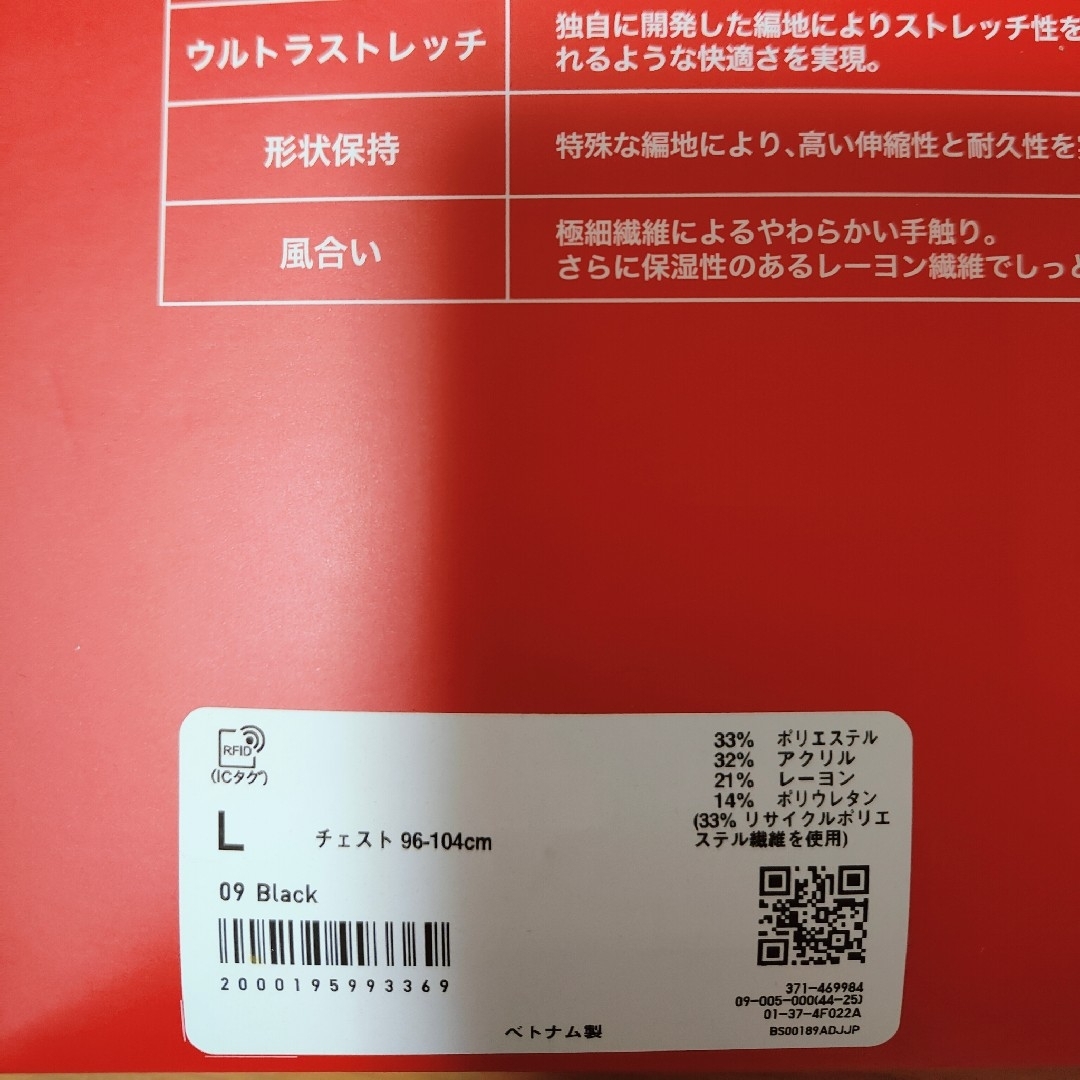 ウルトラストレッチ
独自に開発した編地によりストレッチ性を
れるような快適さを実現。
形状保持
特殊な編地により、高い伸縮性と耐久性を
風合い
極細繊維によるやわらかい手触り。
さらに保湿性のあるレーヨン繊維でしっと
RFID
(ICタグ)
L
チェスト 96-104cm
09 Black
2000195993369
33% ポリエステル
32% アクリル
21% レーヨン
14% ポリウレタン
(33% リサイクルポリエ
ステル繊維を使用)
371-469984
09-005-000(44-25)
01-37-4F022A
BS00189ADJJP
ベトナム製